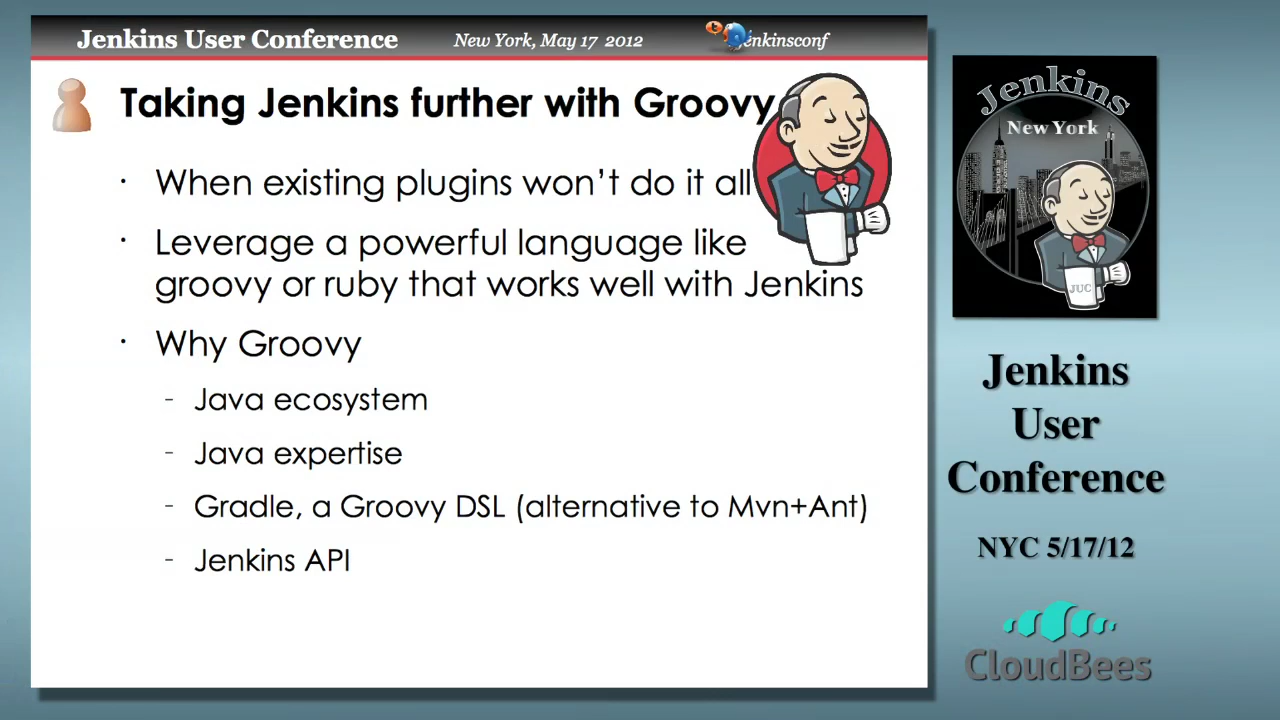 Jenkins User Conference
New York, May 17 2012
enkinsconf
Taking Jenkins further with Groovy
· When existing plugins won't do it all
· Leverage a powerful language like
groovy or ruby that works well with Jenkins
· Why Groovy
- Java ecosystem
- Java expertise
- Gradle, a Groovy DSL (alternative to Mvn+Ant)
- Jenkins API
Jenkins
New York
JUC
Jenkins
User
Conference
NYC 5/17/12
CloudBees